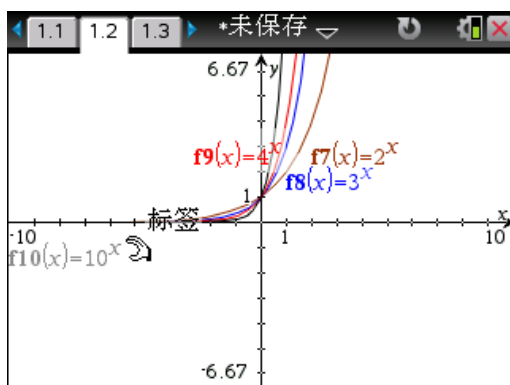 1.1 1.2 1.3 *未保存
6.67 y
f9(x)=4^x f7(x)=2^x
f8(x)=3^x
1
标签
x
-10 1 10
f10(x)=10^x
-6.67